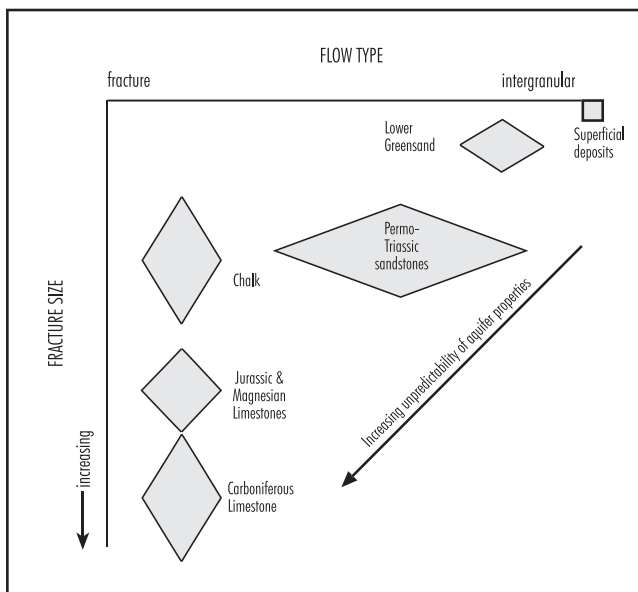 FLOW TYPE
fracture
intergranular
Lower
Greensand
Superficial
deposits
Permo-
Triassic
sandstones
Chalk
FRACTURE SIZE
Increasing unpredictability of aquifer properties
Jurassic &
Magnesian
Limestones
increasing
Carboniferous
Limestone